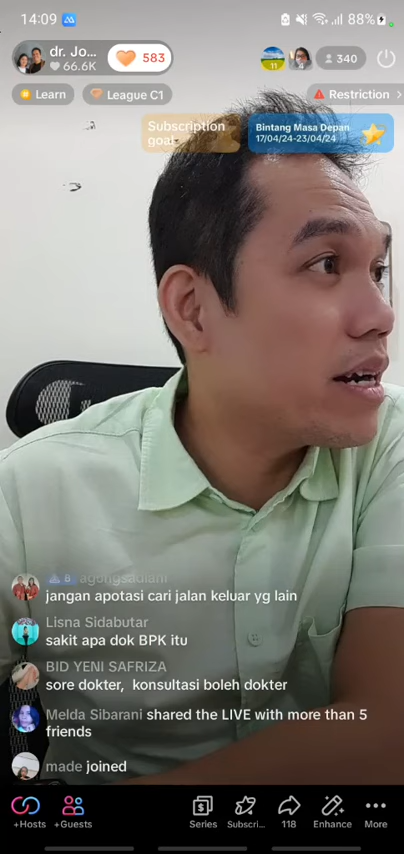 14:09
88%
dr. Jo...
66.6K
583
11
340
Learn
League C1
Restriction
Subscription
goal
Bintang Masa Depan
17/04/24-23/04/24
8 agungsadiani
jangan apotasi cari jalan keluar yg lain
Lisna Sidabutar
sakit apa dok BPK itu
BID YENI SAFRIZA
sore dokter, konsultasi boleh dokter
Melda Sibarani shared the LIVE with more than 5
friends
made joined
+Hosts
+Guests
Series
Subscri...
118
Enhance
More